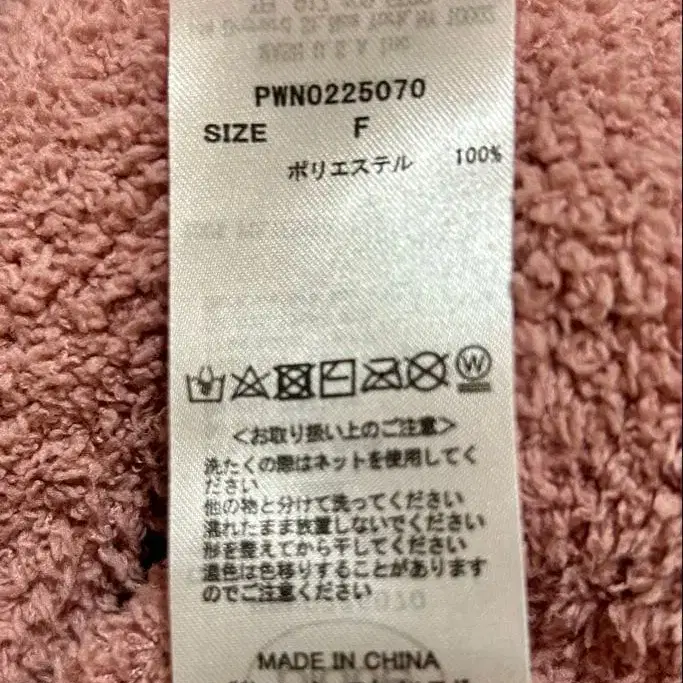 PWN0225070
SIZE F
ポリエステル 100%
W
<お取り扱い上のご注意>
洗たくの際はネットを使用してく
ださい
他の物と分けて洗ってください
濡れたまま放置しないでください
形を整えてから干してください
濃色は色移りすることがあります
のでご注意ください
MADE IN CHINA